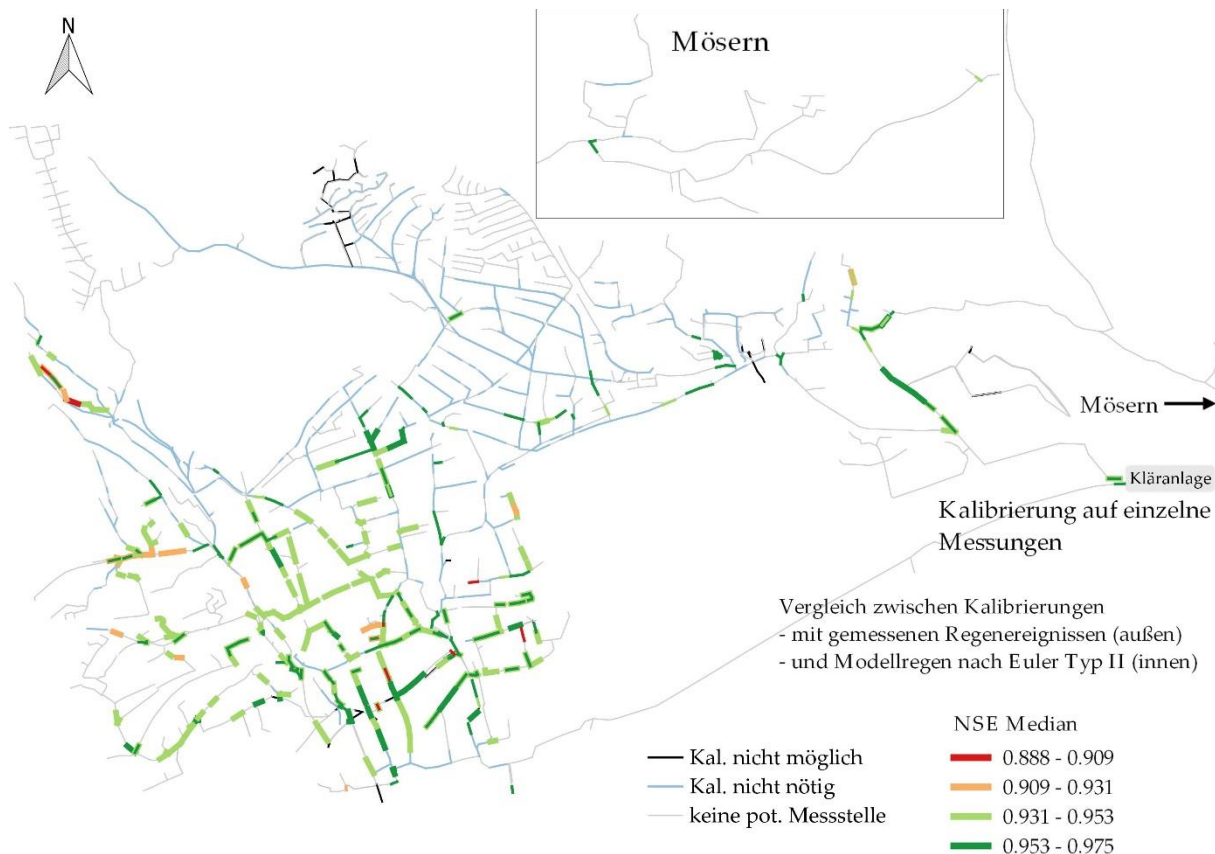 N
Mösern
Mösern
Kläranlage
Kalibrierung auf einzelne
Messungen
Vergleich zwischen Kalibrierungen
- mit gemessenen Regenereignissen (außen)
- und Modellregen nach Euler Typ II (innen)
NSE Median
Kal. nicht möglich
Kal. nicht nötig
keine pot. Messstelle
0.888 - 0.909
0.909 - 0.931
0.931 - 0.953
0.953 - 0.975